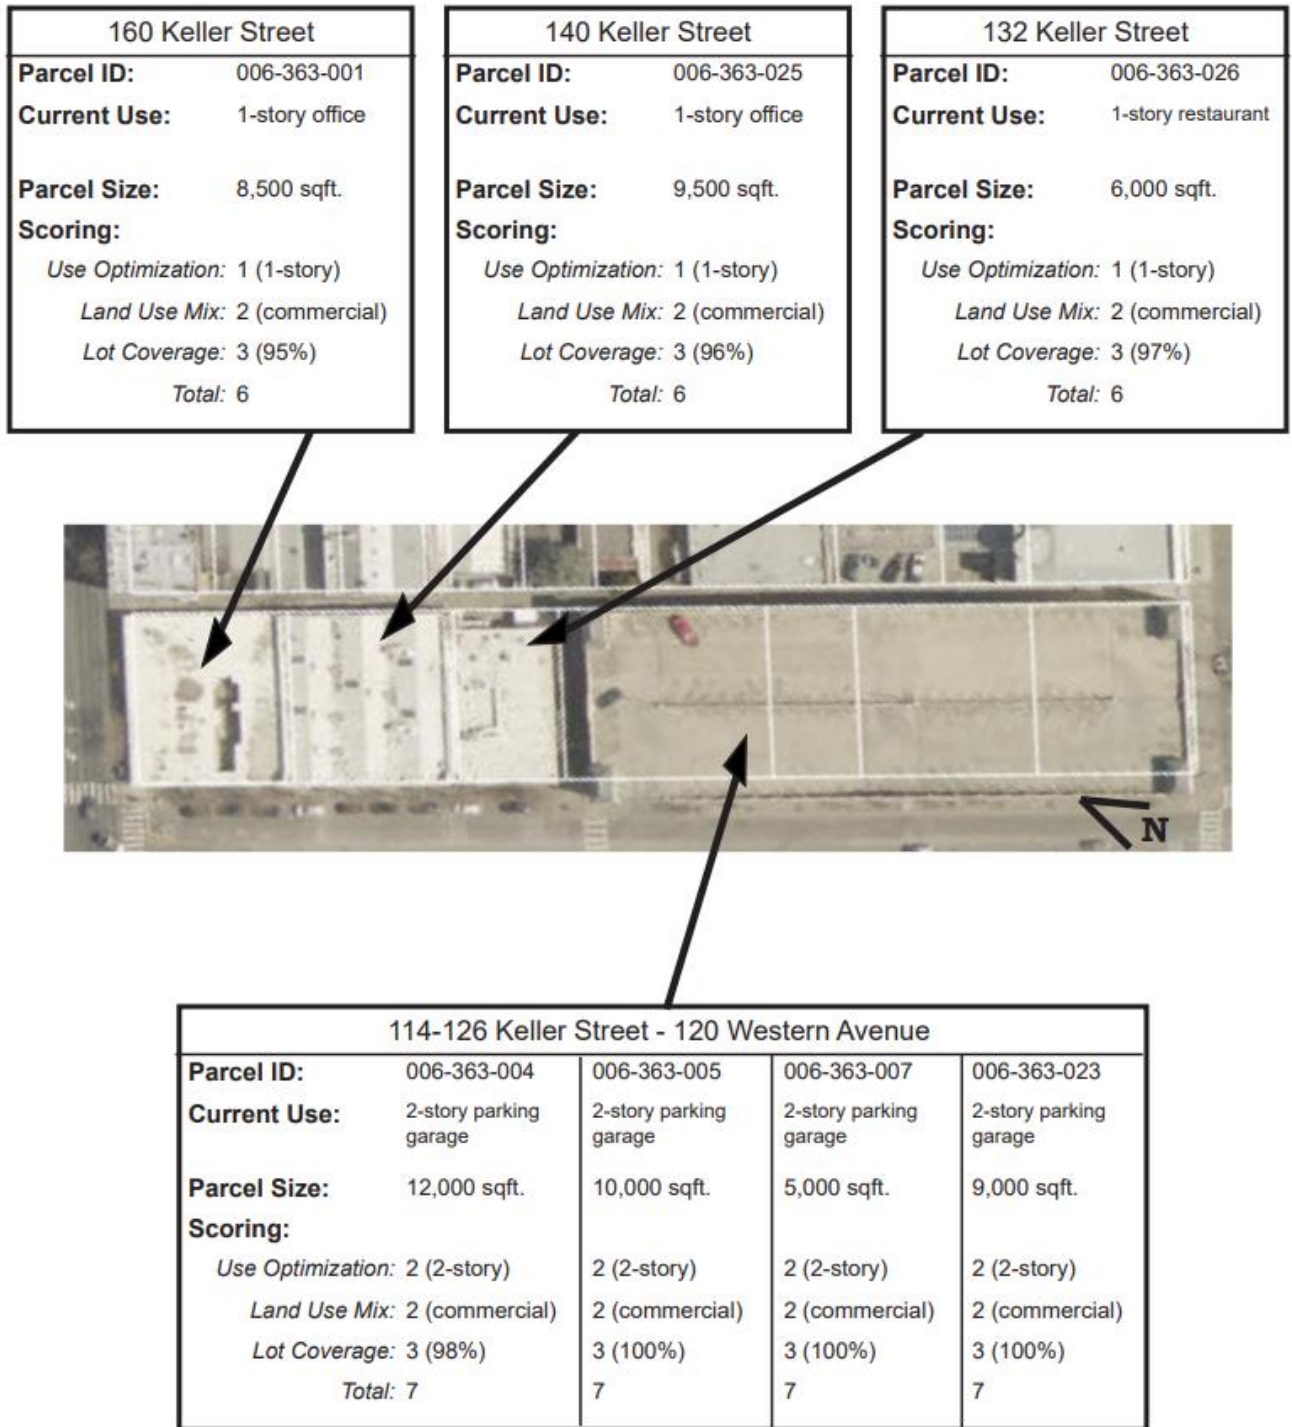 160 Keller Street
Parcel ID: 006-363-001
Current Use: 1-story office
Parcel Size: 8,500 sqft.
Scoring:
Use Optimization: 1 (1-story)
Land Use Mix: 2 (commercial)
Lot Coverage: 3 (95%)
Total: 6
140 Keller Street
Parcel ID: 006-363-025
Current Use: 1-story office
Parcel Size: 9,500 sqft.
Scoring:
Use Optimization: 1 (1-story)
Land Use Mix: 2 (commercial)
Lot Coverage: 3 (96%)
Total: 6
132 Keller Street
Parcel ID: 006-363-026
Current Use: 1-story restaurant
Parcel Size: 6,000 sqft.
Scoring:
Use Optimization: 1 (1-story)
Land Use Mix: 2 (commercial)
Lot Coverage: 3 (97%)
Total: 6
N
114-126 Keller Street - 120 Western Avenue
Parcel ID: 006-363-004 006-363-005 006-363-007 006-363-023
Current Use: 2-story parking 2-story parking 2-story parking 2-story parking
garage garage garage garage
Parcel Size: 12,000 sqft. 10,000 sqft. 5,000 sqft. 9,000 sqft.
Scoring:
Use Optimization: 2 (2-story) 2 (2-story) 2 (2-story) 2 (2-story)
Land Use Mix: 2 (commercial) 2 (commercial) 2 (commercial) 2 (commercial)
Lot Coverage: 3 (98%) 3 (100%) 3 (100%) 3 (100%)
Total: 7 7 7 7